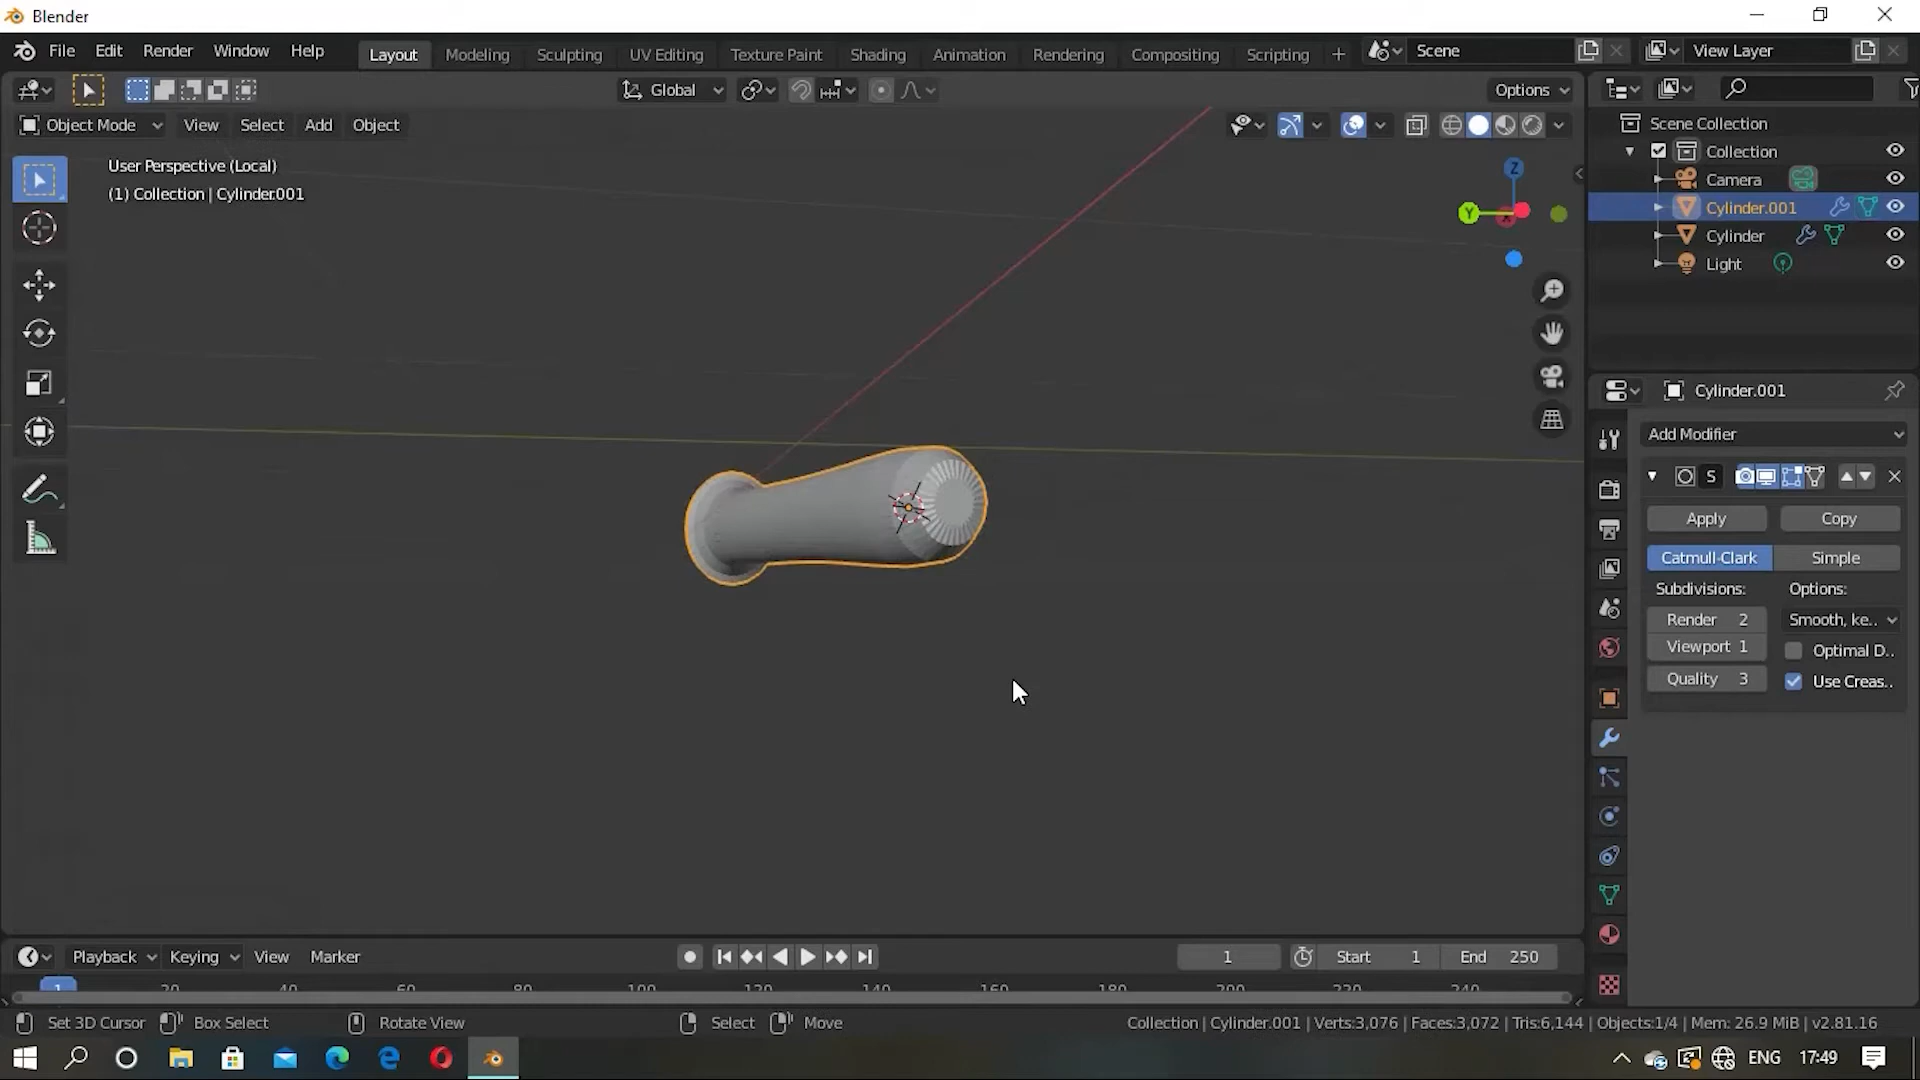 Blender
File Edit Render Window Help Layout Modeling Sculpting UV Editing Texture Paint Shading Animation Rendering Compositing Scripting + Scene View Layer
Global Options
Object Mode View Select Add Object
User Perspective (Local)
(1) Collection | Cylinder.001
Z
Y
X
Scene Collection
Collection
Camera
Cylinder.001
Cylinder
Light
Cylinder.001
Add Modifier
S
Apply Copy
Catmull-Clark Simple
Subdivisions: Options:
Render 2 Smooth, ke..
Viewport 1 Optimal D..
Quality 3 Use Creas..
Playback Keying View Marker 1 Start 1 End 250
1 20 40 60 80 100 120 140 160 180 200 220 240
Set 3D Cursor Box Select Rotate View Select Move Collection | Cylinder.001 | Verts:3,076 | Faces:3,072 | Tris:6,144 | Objects:1/4 | Mem: 26.9 MiB | v2.81.16
ENG 17:49